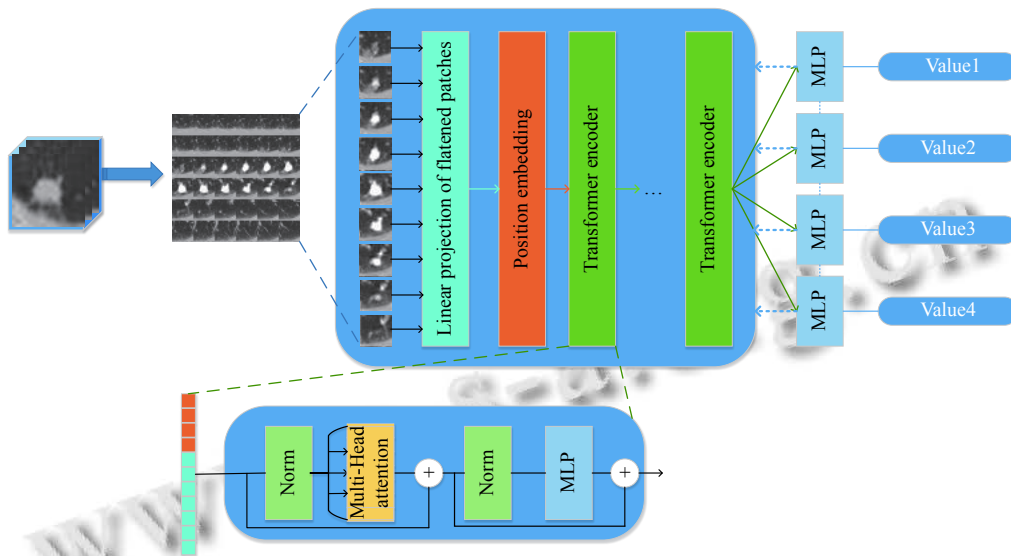 Linear projection of flatened patches
Position embedding
Transformer encoder
...
Transformer encoder
MLP
Value1
MLP
Value2
MLP
Value3
MLP
Value4
Norm
Multi-Head
attention
+
Norm
MLP
+